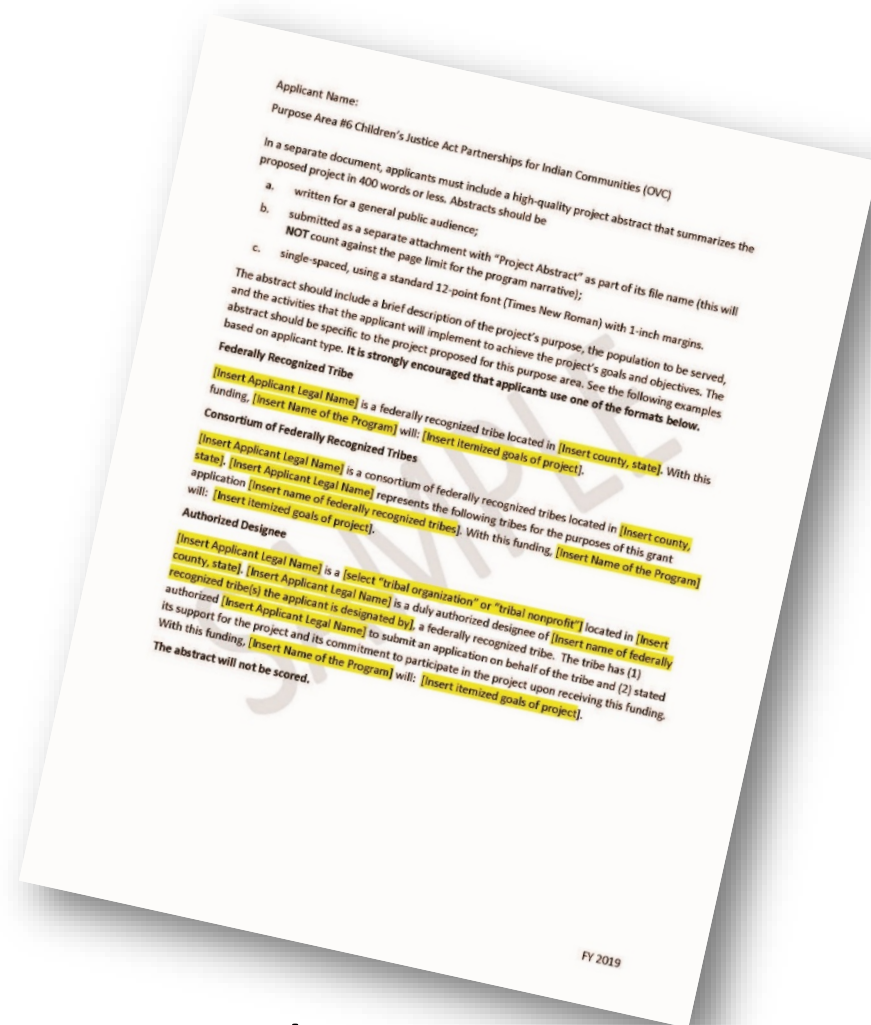 Applicant Name:
Purpose Area #6 Children's Justice Act Partnerships for Indian Communities (OVC)
In a separate document, applicants must include a high-quality project abstract that summarizes the
proposed project in 400 words or less. Abstracts should be
a. written for a general public audience;
b. submitted as a separate attachment with "Project Abstract" as part of its file name (this will
NOT count against the page limit for the program narrative);
c. single-spaced, using a standard 12-point font (Times New Roman) with 1-inch margins.
The abstract should include a brief description of the project's purpose, the population to be served,
and the activities that the applicant will implement to achieve the project's goals and objectives. The
abstract should be specific to the project proposed for this purpose area. See the following examples
based on applicant type. It is strongly encouraged that applicants use one of the formats below.
Federally Recognized Tribe
[Insert Applicant Legal Name] is a federally recognized tribe located in [Insert county, state]. With this
funding, [Insert Name of the Program] will: [Insert itemized goals of project].
Consortium of Federally Recognized Tribes
[Insert Applicant Legal Name] is a consortium of federally recognized tribes located in [Insert county,
state]. [Insert Applicant Legal Name] represents the following tribes for the purposes of this grant
application [Insert name of federally recognized tribes]. With this funding, [Insert Name of the Program]
will: [Insert itemized goals of project].
Authorized Designee
[Insert Applicant Legal Name] is a [select "tribal organization" or "tribal nonprofit"] located in [Insert
county, state]. [Insert Applicant Legal Name] is a duly authorized designee of [Insert name of federally
recognized tribe(s) the applicant is designated by], a federally recognized tribe. The tribe has (1)
authorized [Insert Applicant Legal Name] to submit an application on behalf of the tribe and (2) stated
its support for the project and its commitment to participate in the project upon receiving this funding.
With this funding, [Insert Name of the Program] will: [Insert itemized goals of project].
The abstract will not be scored.
SAMPLE
FY 2019